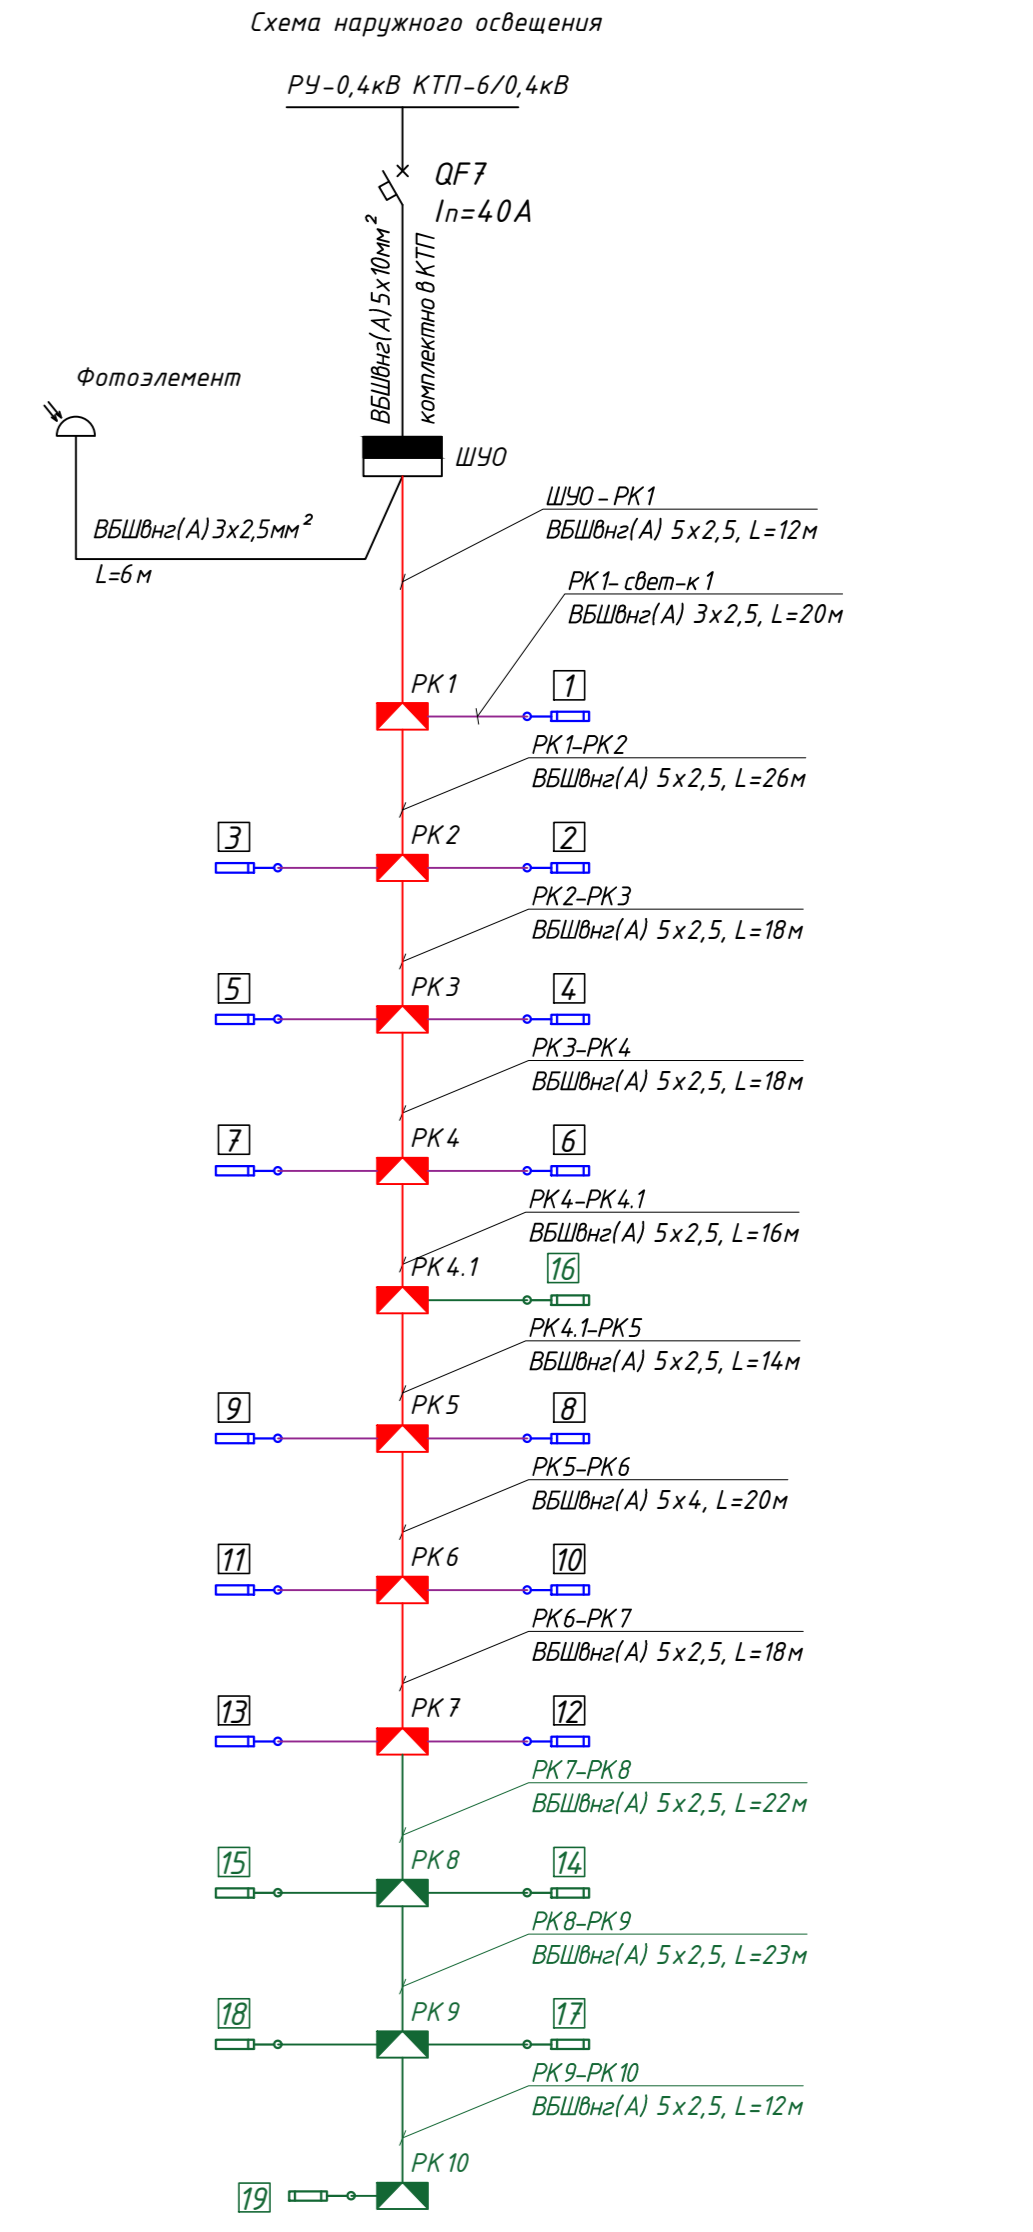 Схема наружного освещения
РУ-0,4кВ КТП-6/0,4кВ
QF7
In=40А
ВБШвнг(А) 5х10мм²
комплектно в КТП
Фотоэлемент
ШУО
ВБШвнг(А) 3х2,5мм²
L=6м
ШУО-РК1
ВБШвнг(А) 5х2,5, L=12м
РК1-свет-к 1
ВБШвнг(А) 3х2,5, L=20м
РК1
1
РК1-РК2
ВБШвнг(А) 5х2,5, L=26м
3
РК2
2
РК2-РК3
ВБШвнг(А) 5х2,5, L=18м
5
РК3
4
РК3-РК4
ВБШвнг(А) 5х2,5, L=18м
7
РК4
6
РК4-РК4.1
ВБШвнг(А) 5х2,5, L=16м
РК4.1
16
РК4.1-РК5
ВБШвнг(А) 5х2,5, L=14м
9
РК5
8
РК5-РК6
ВБШвнг(А) 5х4, L=20м
11
РК6
10
РК6-РК7
ВБШвнг(А) 5х2,5, L=18м
13
РК7
12
РК7-РК8
ВБШвнг(А) 5х2,5, L=22м
15
РК8
14
РК8-РК9
ВБШвнг(А) 5х2,5, L=23м
18
РК9
17
РК9-РК10
ВБШвнг(А) 5х2,5, L=12м
РК10
19